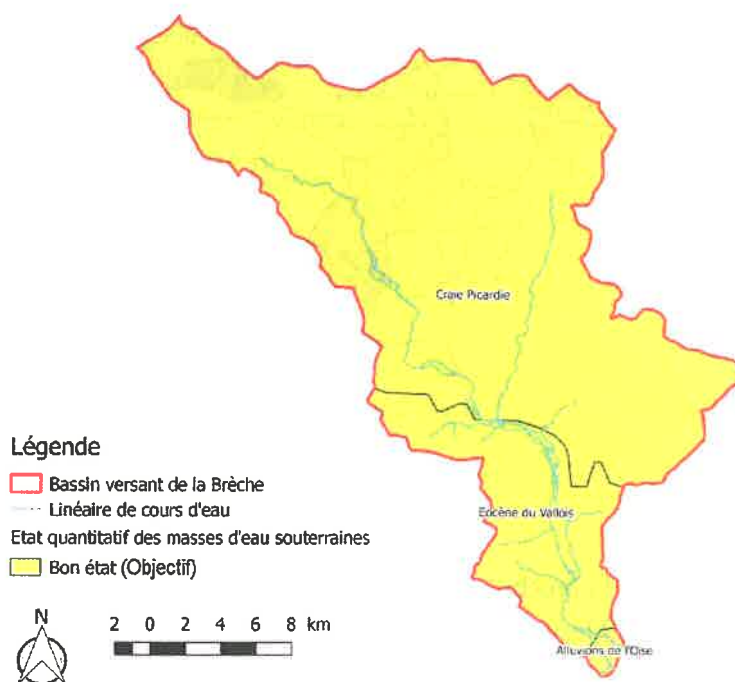 Craie Picardie
Eocène du Vallois
Alluvions de l'Oise
Légende
Bassin versant de la Brèche
Linéaire de cours d'eau
Etat quantitatif des masses d'eau souterraines
Bon état (Objectif)
N
2 0 2 4 6 8 km